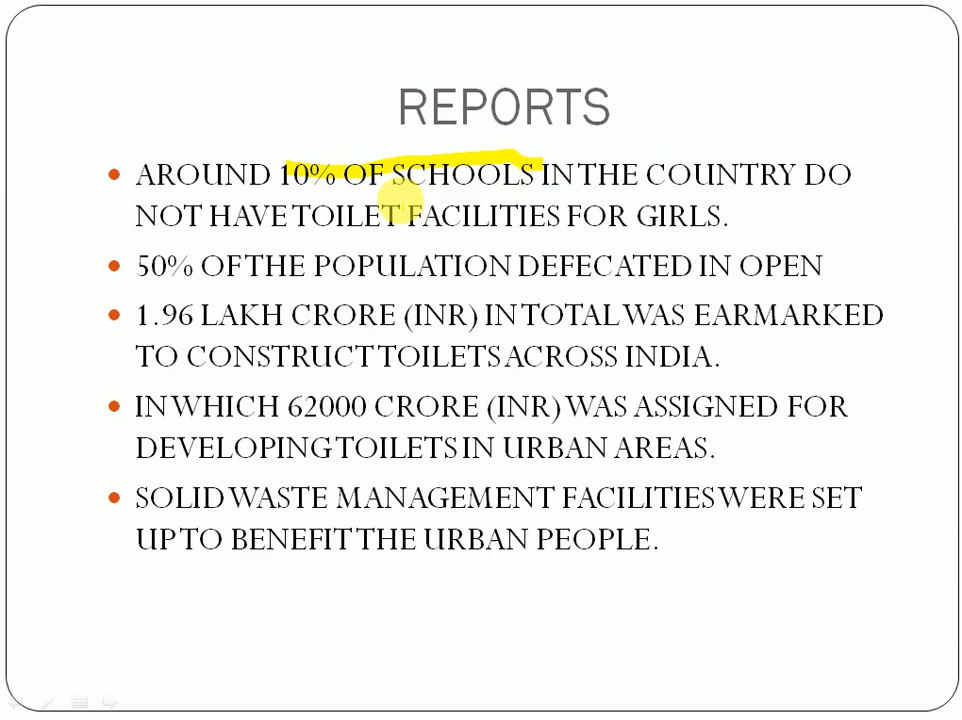 REPORTS
AROUND 10% OF SCHOOLS IN THE COUNTRY DO
NOT HAVE TOILET FACILITIES FOR GIRLS.
50% OF THE POPULATION DEFECATED IN OPEN
1.96 LAKH CRORE (INR) IN TOTAL WAS EARMARKED
TO CONSTRUCT TOILETS ACROSS INDIA.
IN WHICH 62000 CRORE (INR) WAS ASSIGNED FOR
DEVELOPING TOILETS IN URBAN AREAS.
SOLID WASTE MANAGEMENT FACILITIES WERE SET
UP TO BENEFIT THE URBAN PEOPLE.